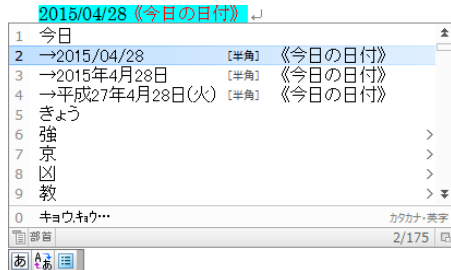 2015/04/28《今日の日付》
1 今日
2 →2015/04/28 [半角] 《今日の日付》
3 →2015年4月28日 [半角] 《今日の日付》
4 →平成27年4月28日(火) [半角] 《今日の日付》
5 きょう
6 強
7 京
8 凶
9 教
0 キョウ,ｷｮｳ… カタカナ・英字
部首 2/175
あ